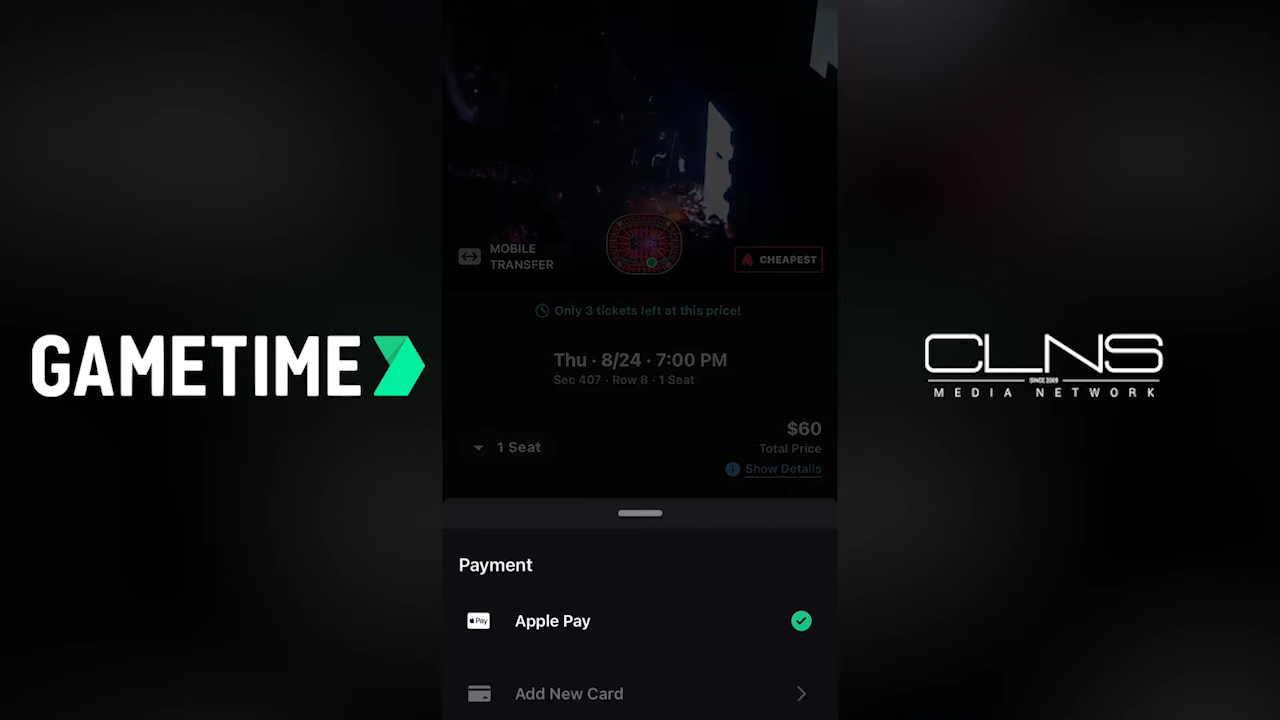 GAMETIME
MOBILE
TRANSFER
CHEAPEST
Only 3 tickets left at this price!
Thu · 8/24 · 7:00 PM
Sec 407 · Row 8 · 1 Seat
1 Seat
$60
Total Price
Show Details
Payment
Pay
Apple Pay
Add New Card
CLNS
SINCE 2009
MEDIA NETWORK